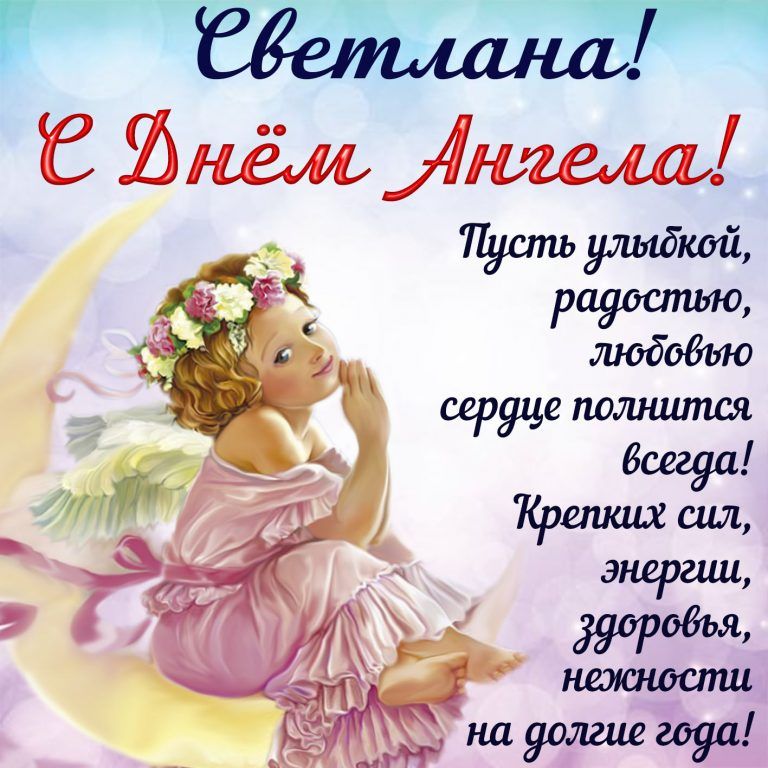 Светлана!
С Днём Ангела!
Пусть улыбкой,
радостью,
любовью
сердце полнится
всегда!
Крепких сил,
энергии,
здоровья,
нежности
на долгие года!